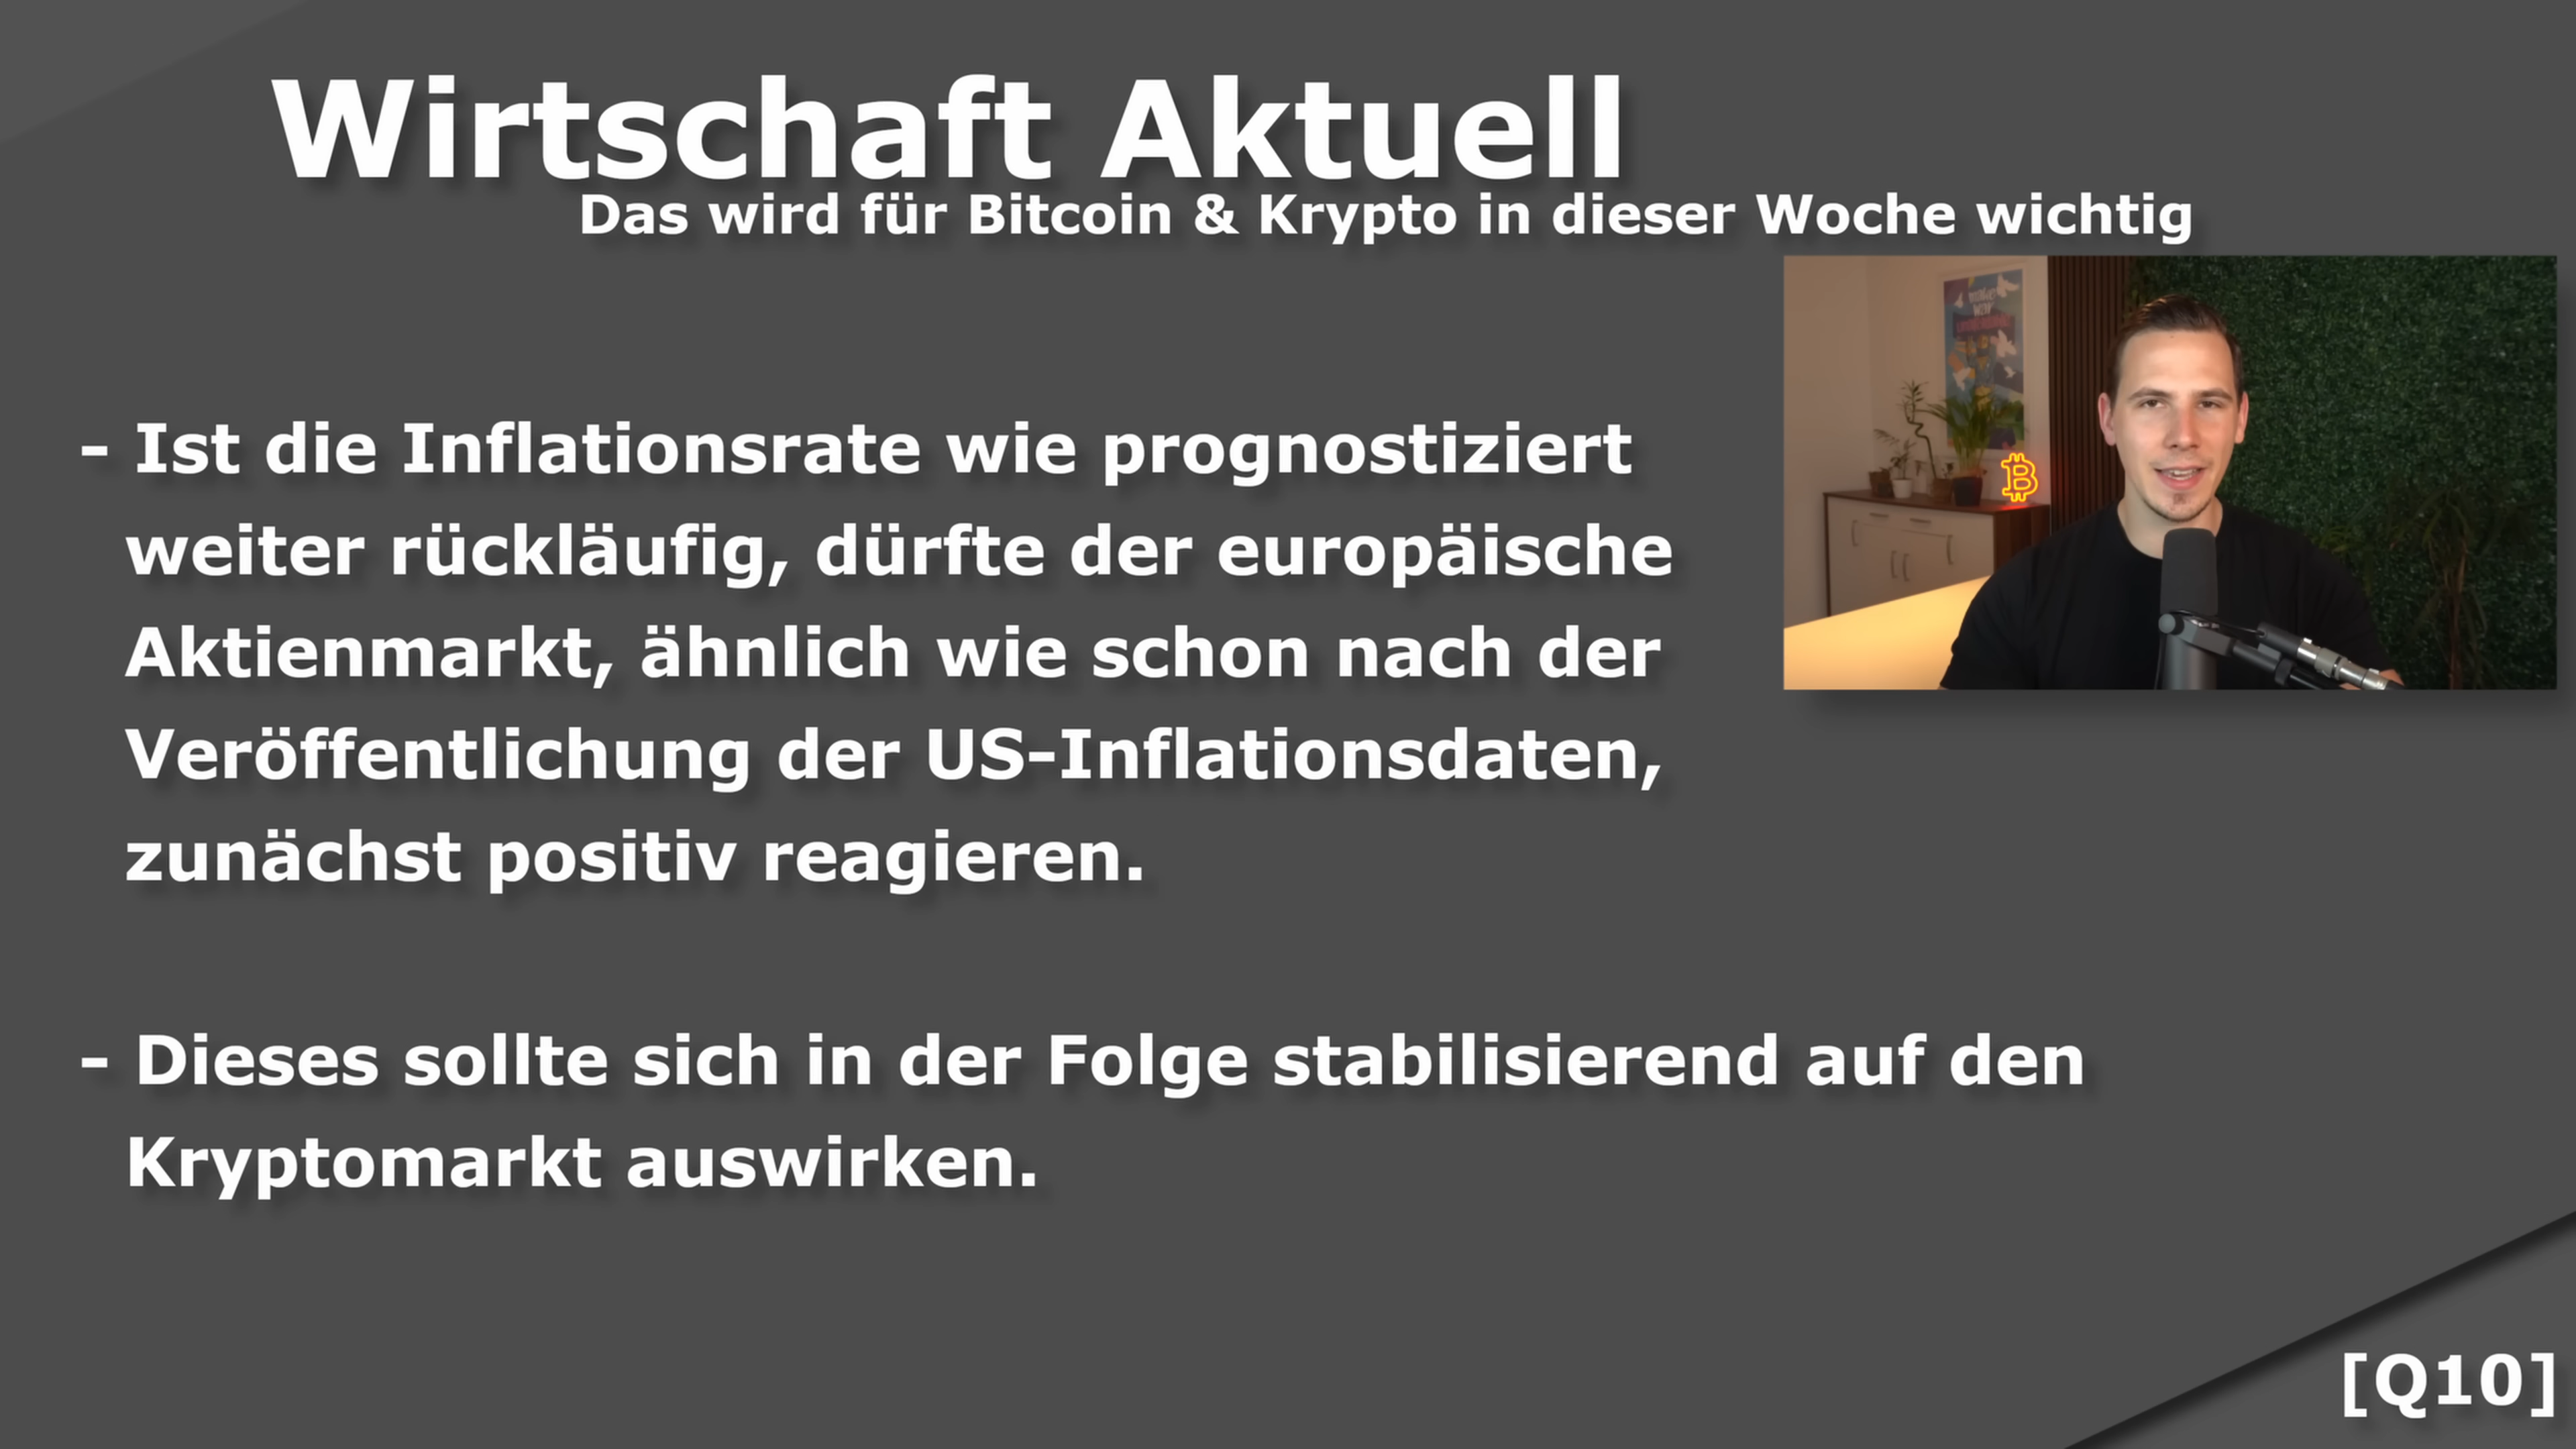 Wirtschaft Aktuell
Das wird für Bitcoin & Krypto in dieser Woche wichtig
- Ist die Inflationsrate wie prognostiziert
weiter rückläufig, dürfte der europäische
Aktienmarkt, ähnlich wie schon nach der
Veröffentlichung der US-Inflationsdaten,
zunächst positiv reagieren.
- Dieses sollte sich in der Folge stabilisierend auf den
Kryptomarkt auswirken.
[Q10]